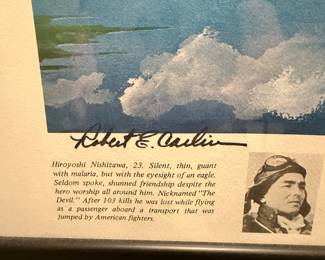 Robert E. Carlin
Hiroyoshi Nishizawa, 23. Silent, thin, guant
with malaria, but with the eyesight of an eagle.
Seldom spoke, shunned friendship despite the
hero worship all around him. Nicknamed "The
Devil." After 103 kills he was lost while flying
as a passenger aboard a transport that was
jumped by American fighters.